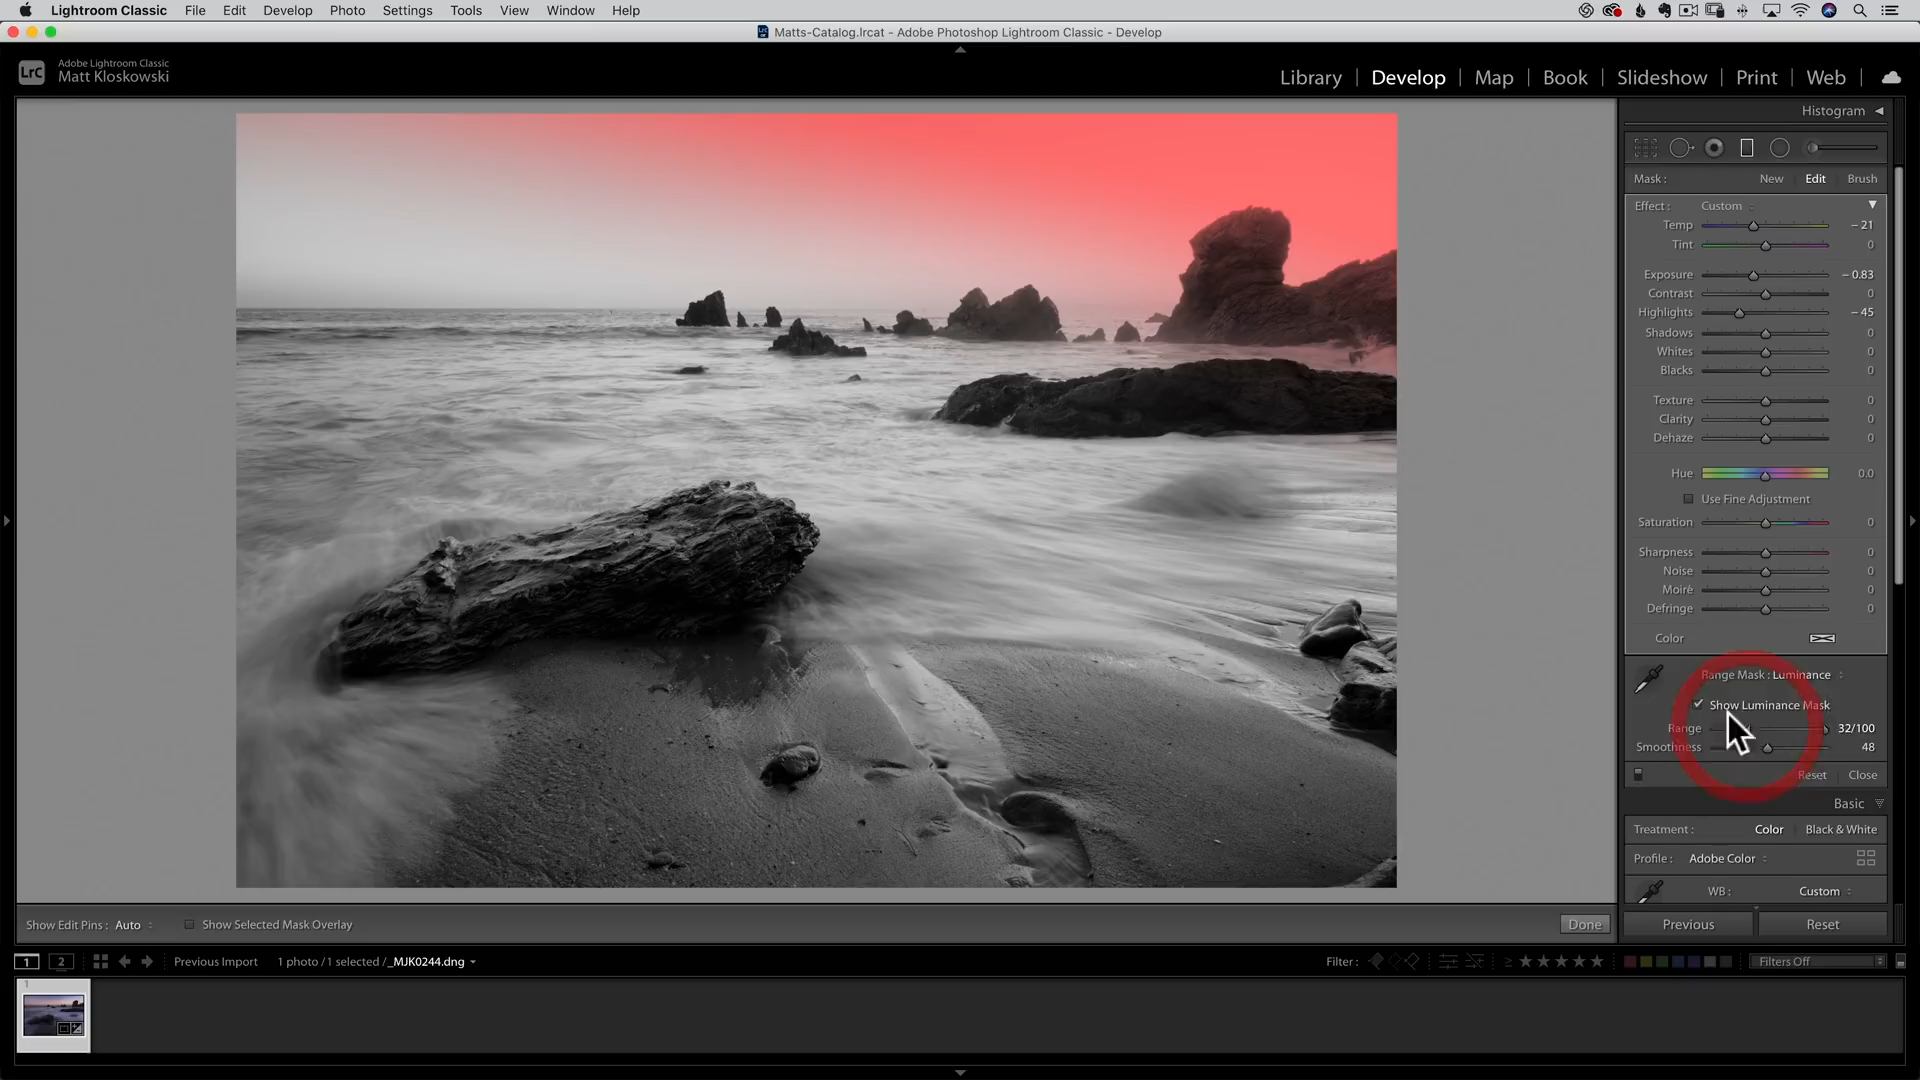 Lightroom Classic File Edit Develop Photo Settings Tools View Window Help
Matts-Catalog.lrcat - Adobe Photoshop Lightroom Classic - Develop
LrC
Adobe Lightroom Classic
Matt Kloskowski
Library | Develop | Map | Book | Slideshow | Print | Web
Histogram
Mask : New Edit Brush
Effect : Custom
Temp – 21
Tint 0
Exposure – 0.83
Contrast 0
Highlights – 45
Shadows 0
Whites 0
Blacks 0
Texture 0
Clarity 0
Dehaze 0
Hue 0.0
Use Fine Adjustment
Saturation 0
Sharpness 0
Noise 0
Moiré 0
Defringe 0
Color
Range Mask : Luminance
Show Luminance Mask
Range 32/100
Smoothness 48
Reset Close
Basic
Treatment : Color Black & White
Profile : Adobe Color
WB : Custom
Previous Reset
Show Edit Pins : Auto Show Selected Mask Overlay Done
1 2 Previous Import 1 photo / 1 selected / _MJK0244.dng Filter : ≥ Filters Off
1